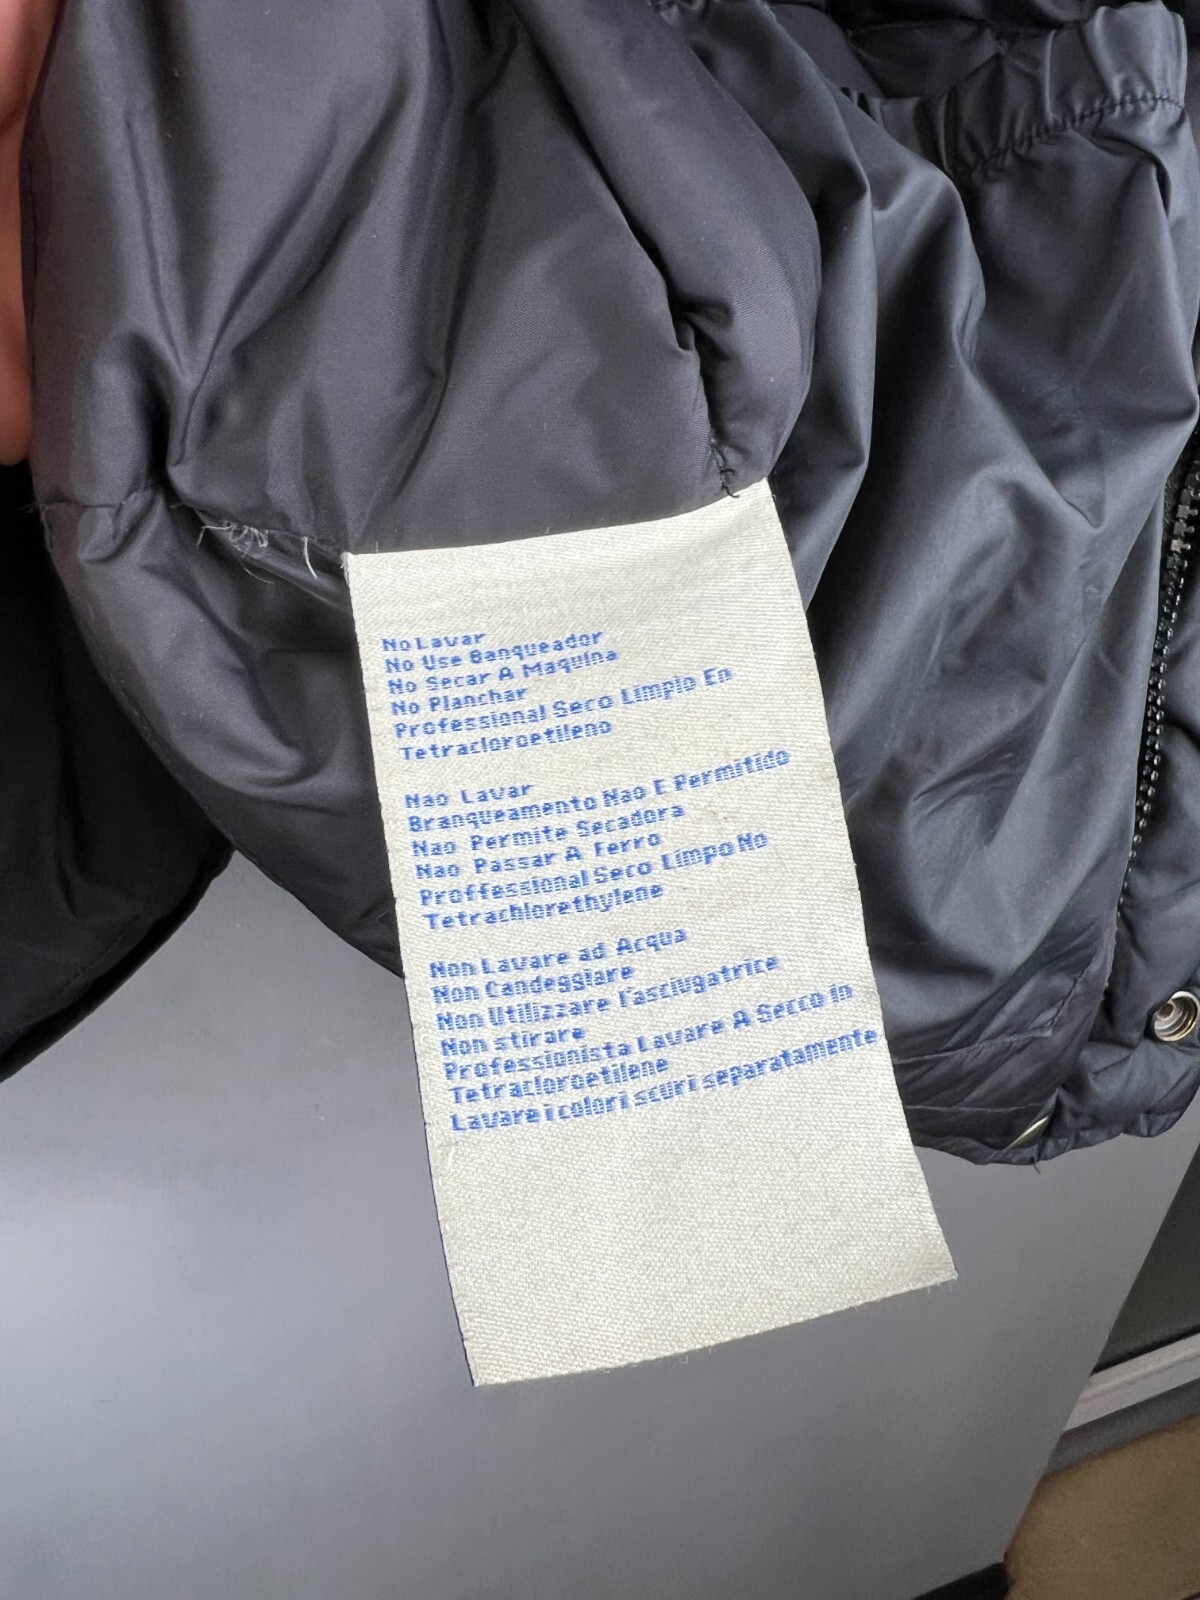 No Lavar
No Use Banqueador
No Secar A Maquina
No Planchar
Professional Seco Limpio En
Tetracloroetileno
Nao Lavar
Branqueamento Nao E Permitido
Nao Permite Secadora
Nao Passar A Ferro
Proffessional Seco Limpo No
Tetrachlorethylene
Non Lavare ad Acqua
Non Candeggiare
Non Utilizzare l'asciugatrice
Non stirare
Professionista Lavare A Secco in
Tetracloroetilene
Lavare i colori scuri separatamente